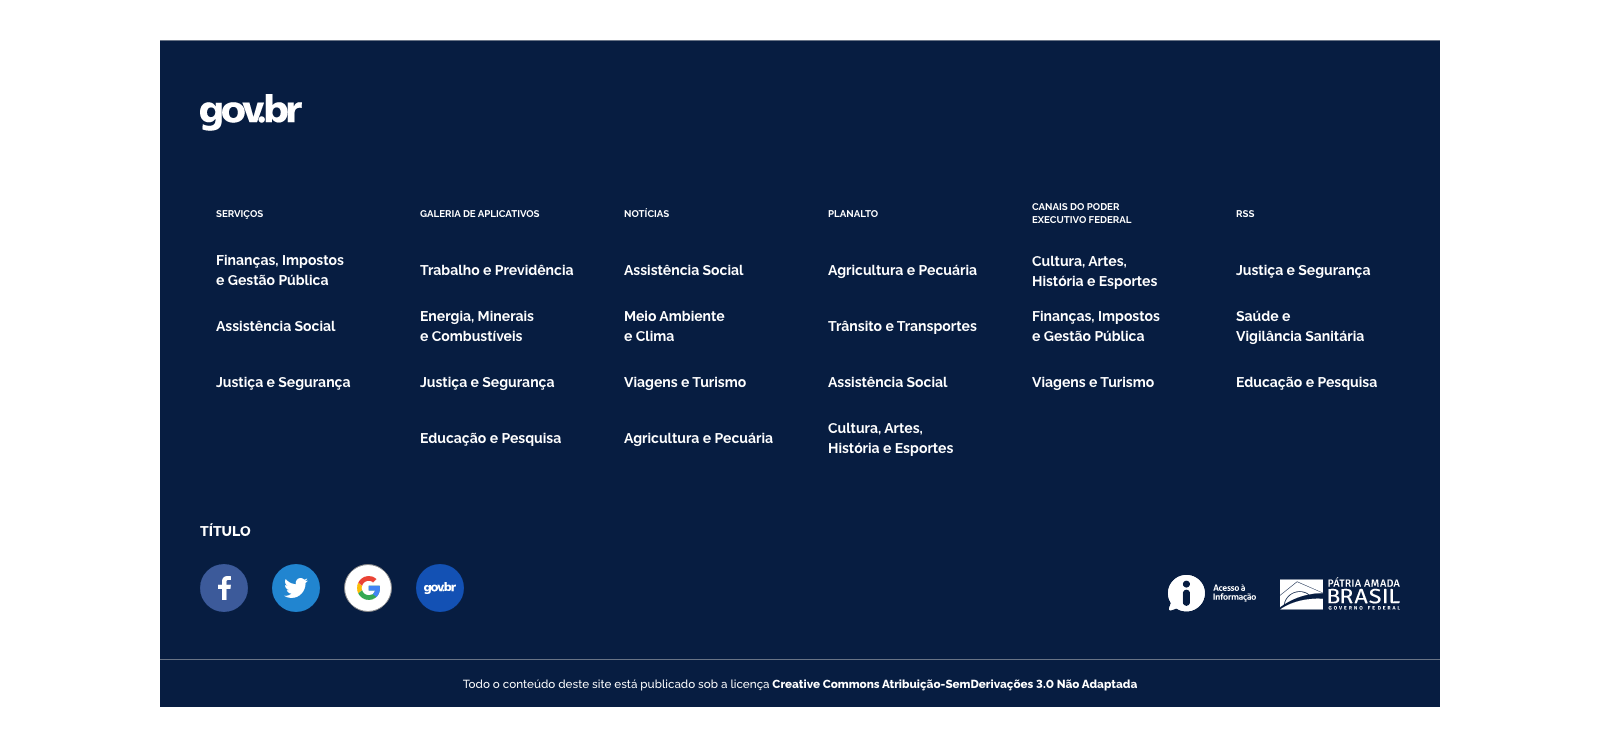 gov.br
SERVIÇOS
Finanças, Impostos
e Gestão Pública
Assistência Social
Justiça e Segurança
GALERIA DE APLICATIVOS
Trabalho e Previdência
Energia, Minerais
e Combustíveis
Justiça e Segurança
Educação e Pesquisa
NOTÍCIAS
Assistência Social
Meio Ambiente
e Clima
Viagens e Turismo
Agricultura e Pecuária
PLANALTO
Agricultura e Pecuária
Trânsito e Transportes
Assistência Social
Cultura, Artes,
História e Esportes
CANAIS DO PODER
EXECUTIVO FEDERAL
Cultura, Artes,
História e Esportes
Finanças, Impostos
e Gestão Pública
Viagens e Turismo
RSS
Justiça e Segurança
Saúde e
Vigilância Sanitária
Educação e Pesquisa
TÍTULO
f
G
gov.br
i
Acesso à
Informação
PÁTRIA AMADA
BRASIL
GOVERNO FEDERAL
Todo o conteúdo deste site está publicado sob a licença Creative Commons Atribuição-SemDerivações 3.0 Não Adaptada